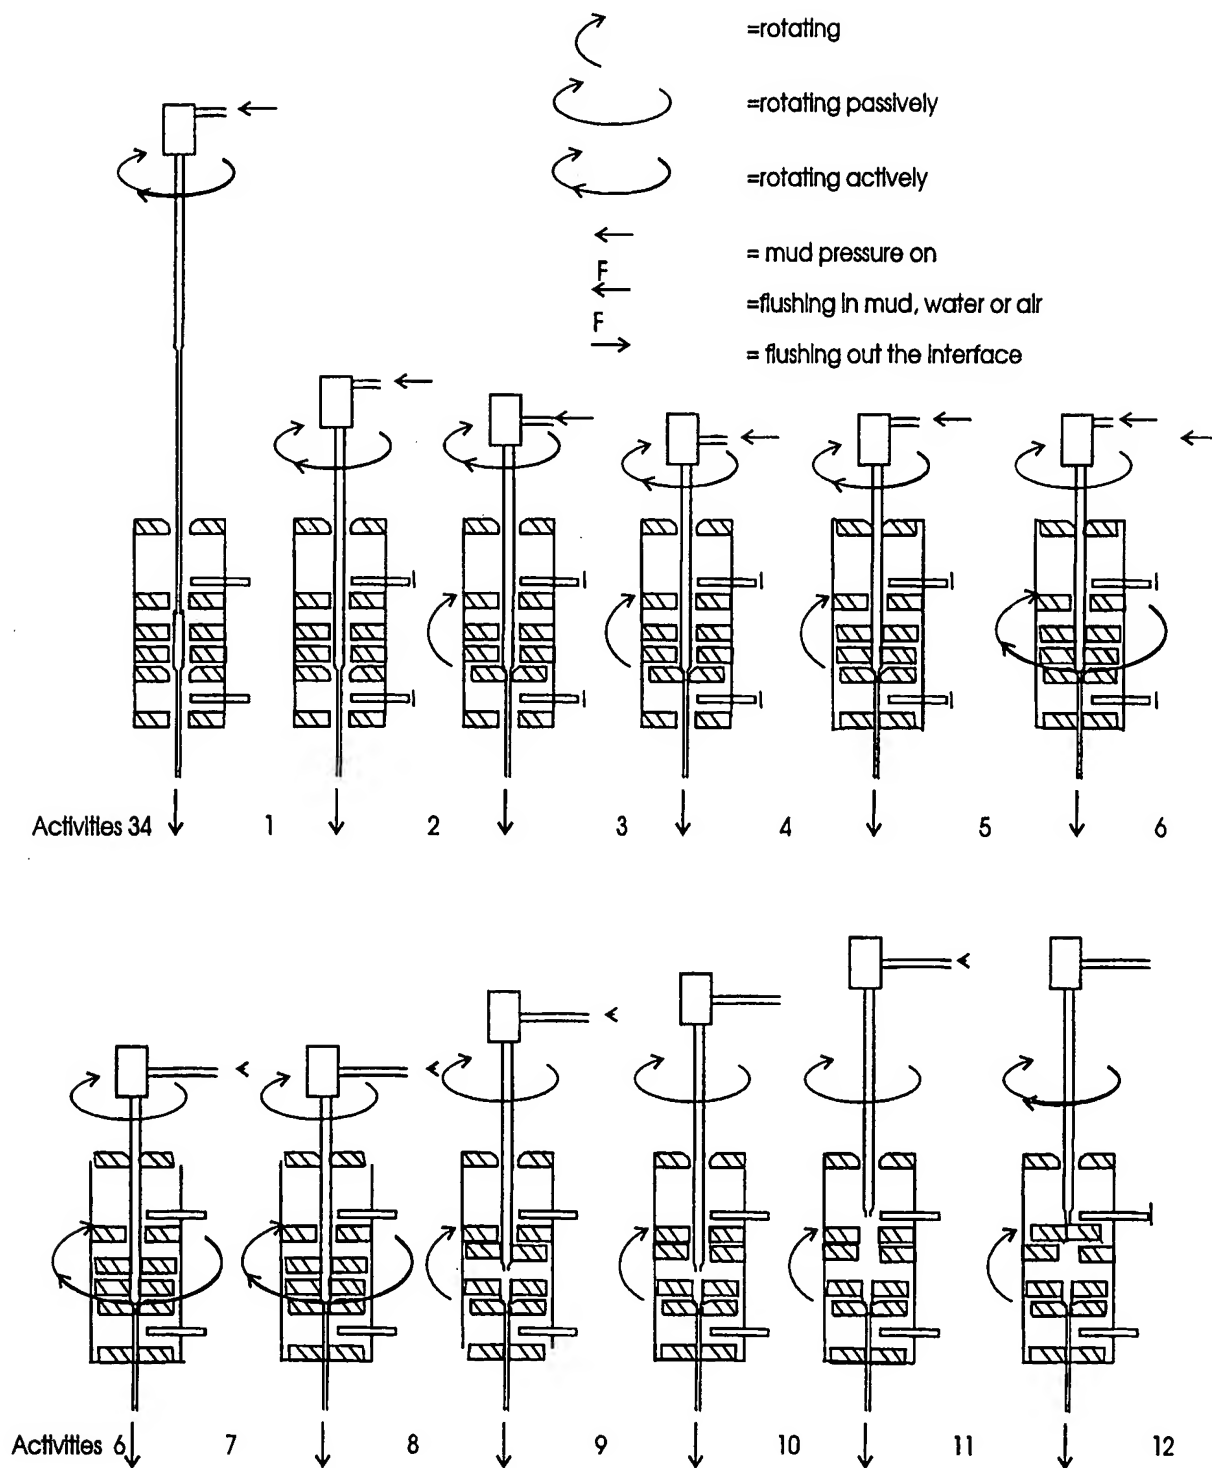 =rotating
=rotating passively
=rotating actively
= mud pressure on
F
=flushing in mud, water or air
F
= flushing out the interface
Activities 34 1 2 3 4 5 6
Activities 6 7 8 9 10 11 12